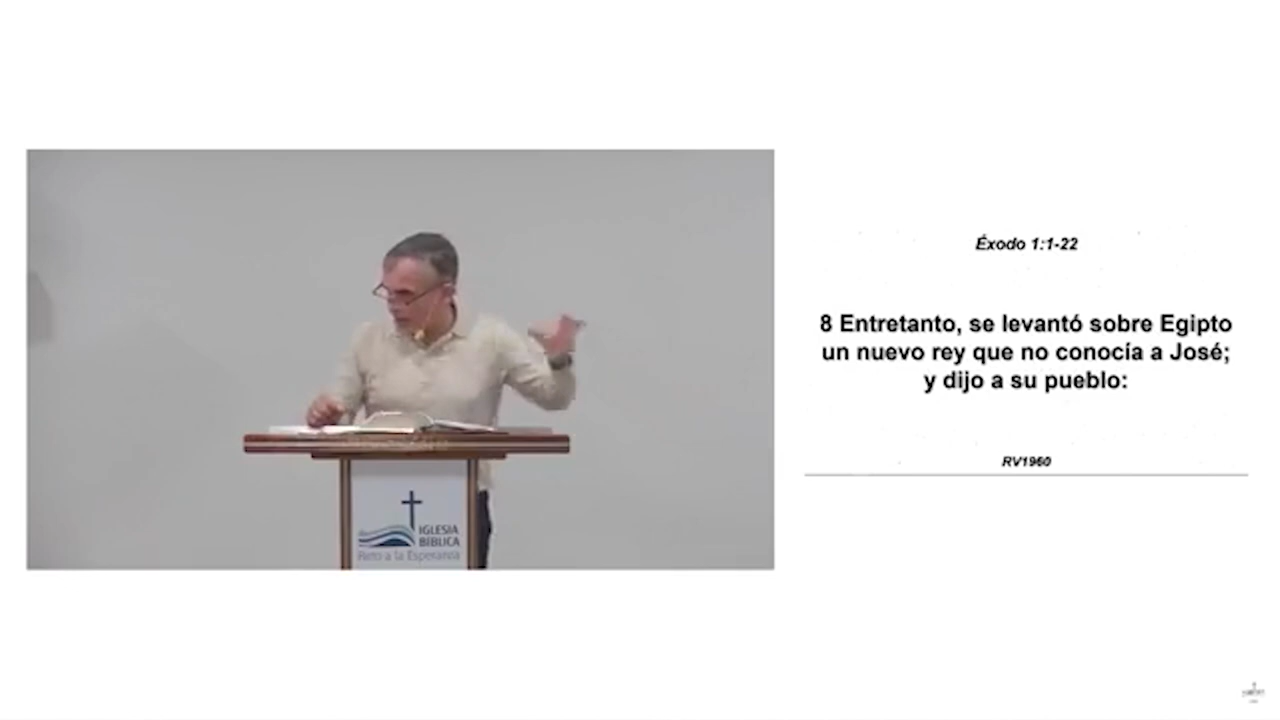 Éxodo 1:1-22
8 Entretanto, se levantó sobre Egipto
un nuevo rey que no conocía a José;
y dijo a su pueblo:
RV1960
IGLESIA
BÍBLICA
Reto a la Esperanza